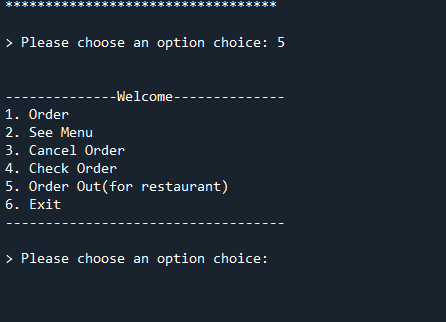 **********************************
> Please choose an option choice: 5
--------------Welcome--------------
1. Order
2. See Menu
3. Cancel Order
4. Check Order
5. Order Out(for restaurant)
6. Exit
-----------------------------------
> Please choose an option choice: